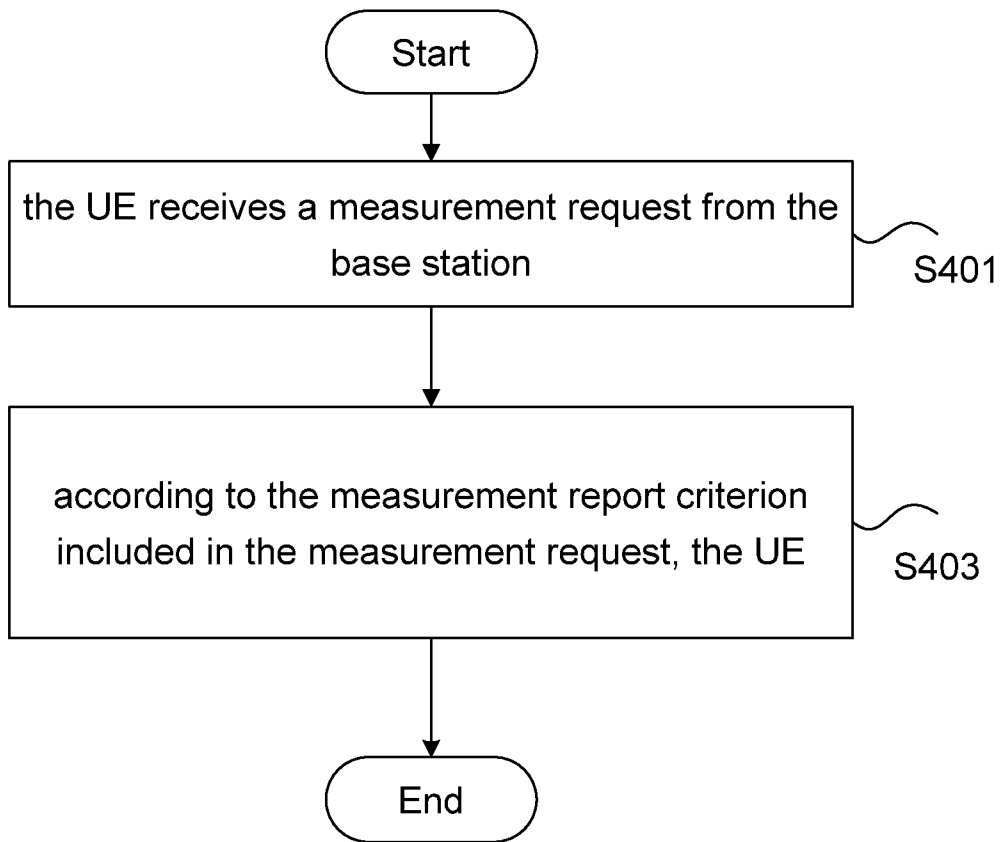 Start
the UE receives a measurement request from the
base station
S401
according to the measurement report criterion
included in the measurement request, the UE
S403
End